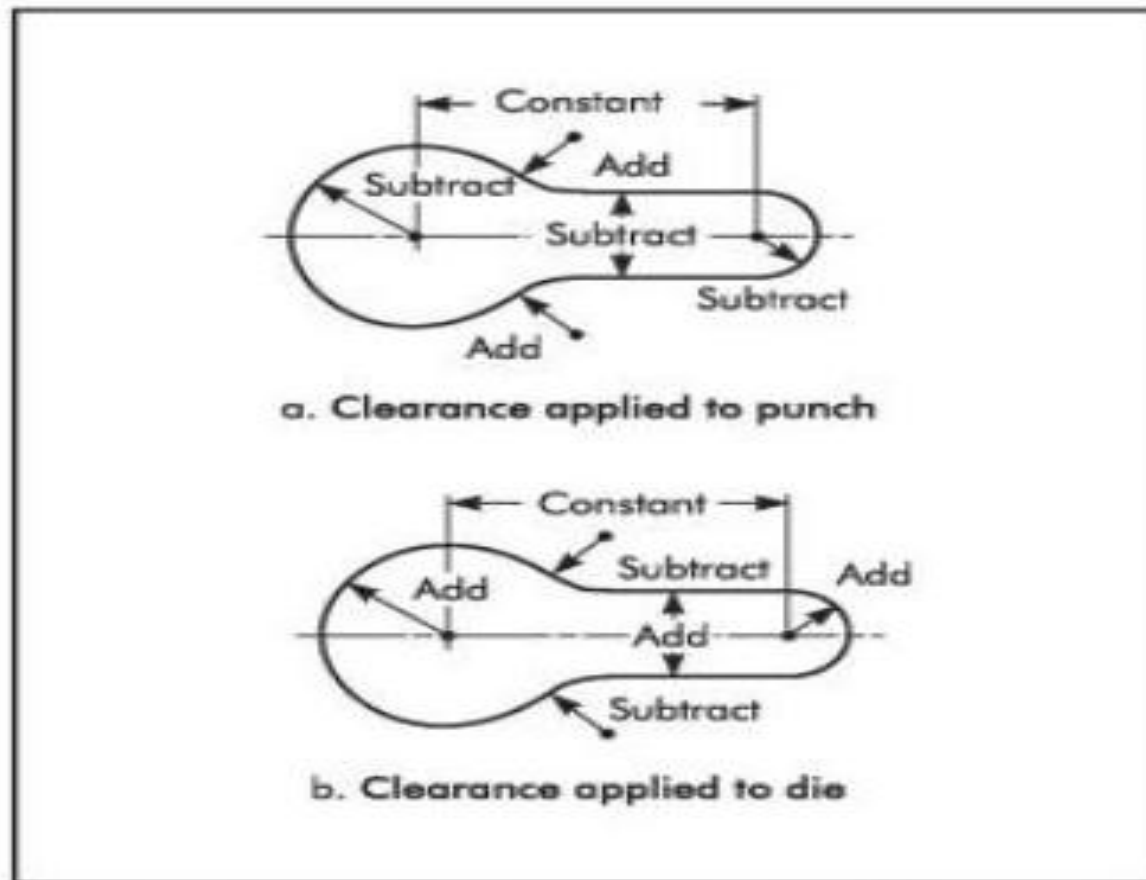 Constant
Add
Subtract
Subtract
Subtract
Add
a. Clearance applied to punch
Constant
Subtract
Add
Add
Add
Subtract
b. Clearance applied to die